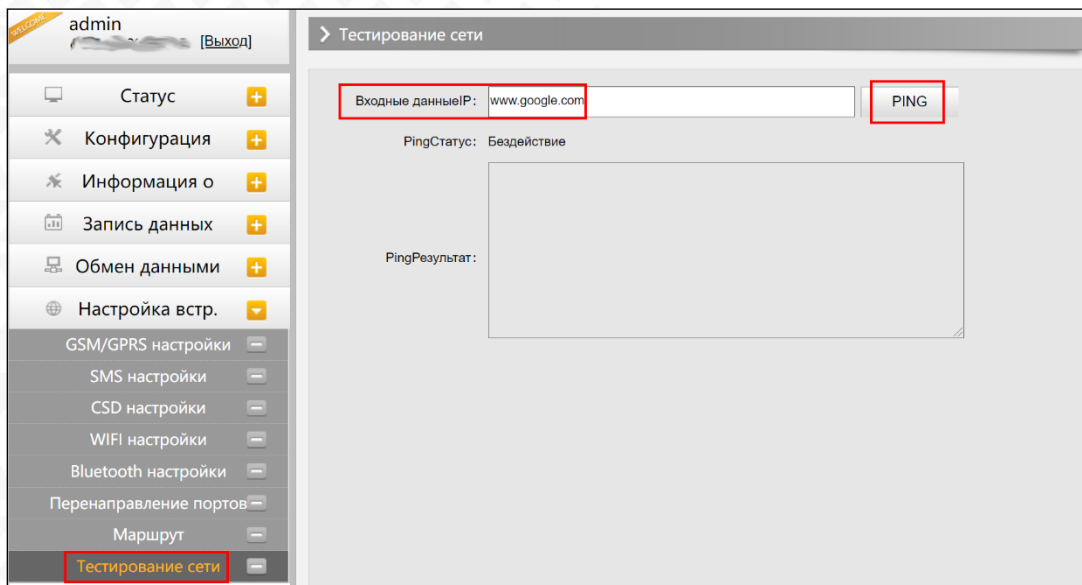 WELCOME
admin
[Выход]
Статус
Конфигурация
Информация о
Запись данных
Обмен данными
Настройка встр.
GSM/GPRS настройки
SMS настройки
CSD настройки
WIFI настройки
Bluetooth настройки
Перенаправление портов
Маршрут
Тестирование сети
Тестирование сети
Входные данныеIP: www.google.com PING
PingСтатус: Бездействие
PingРезультат: